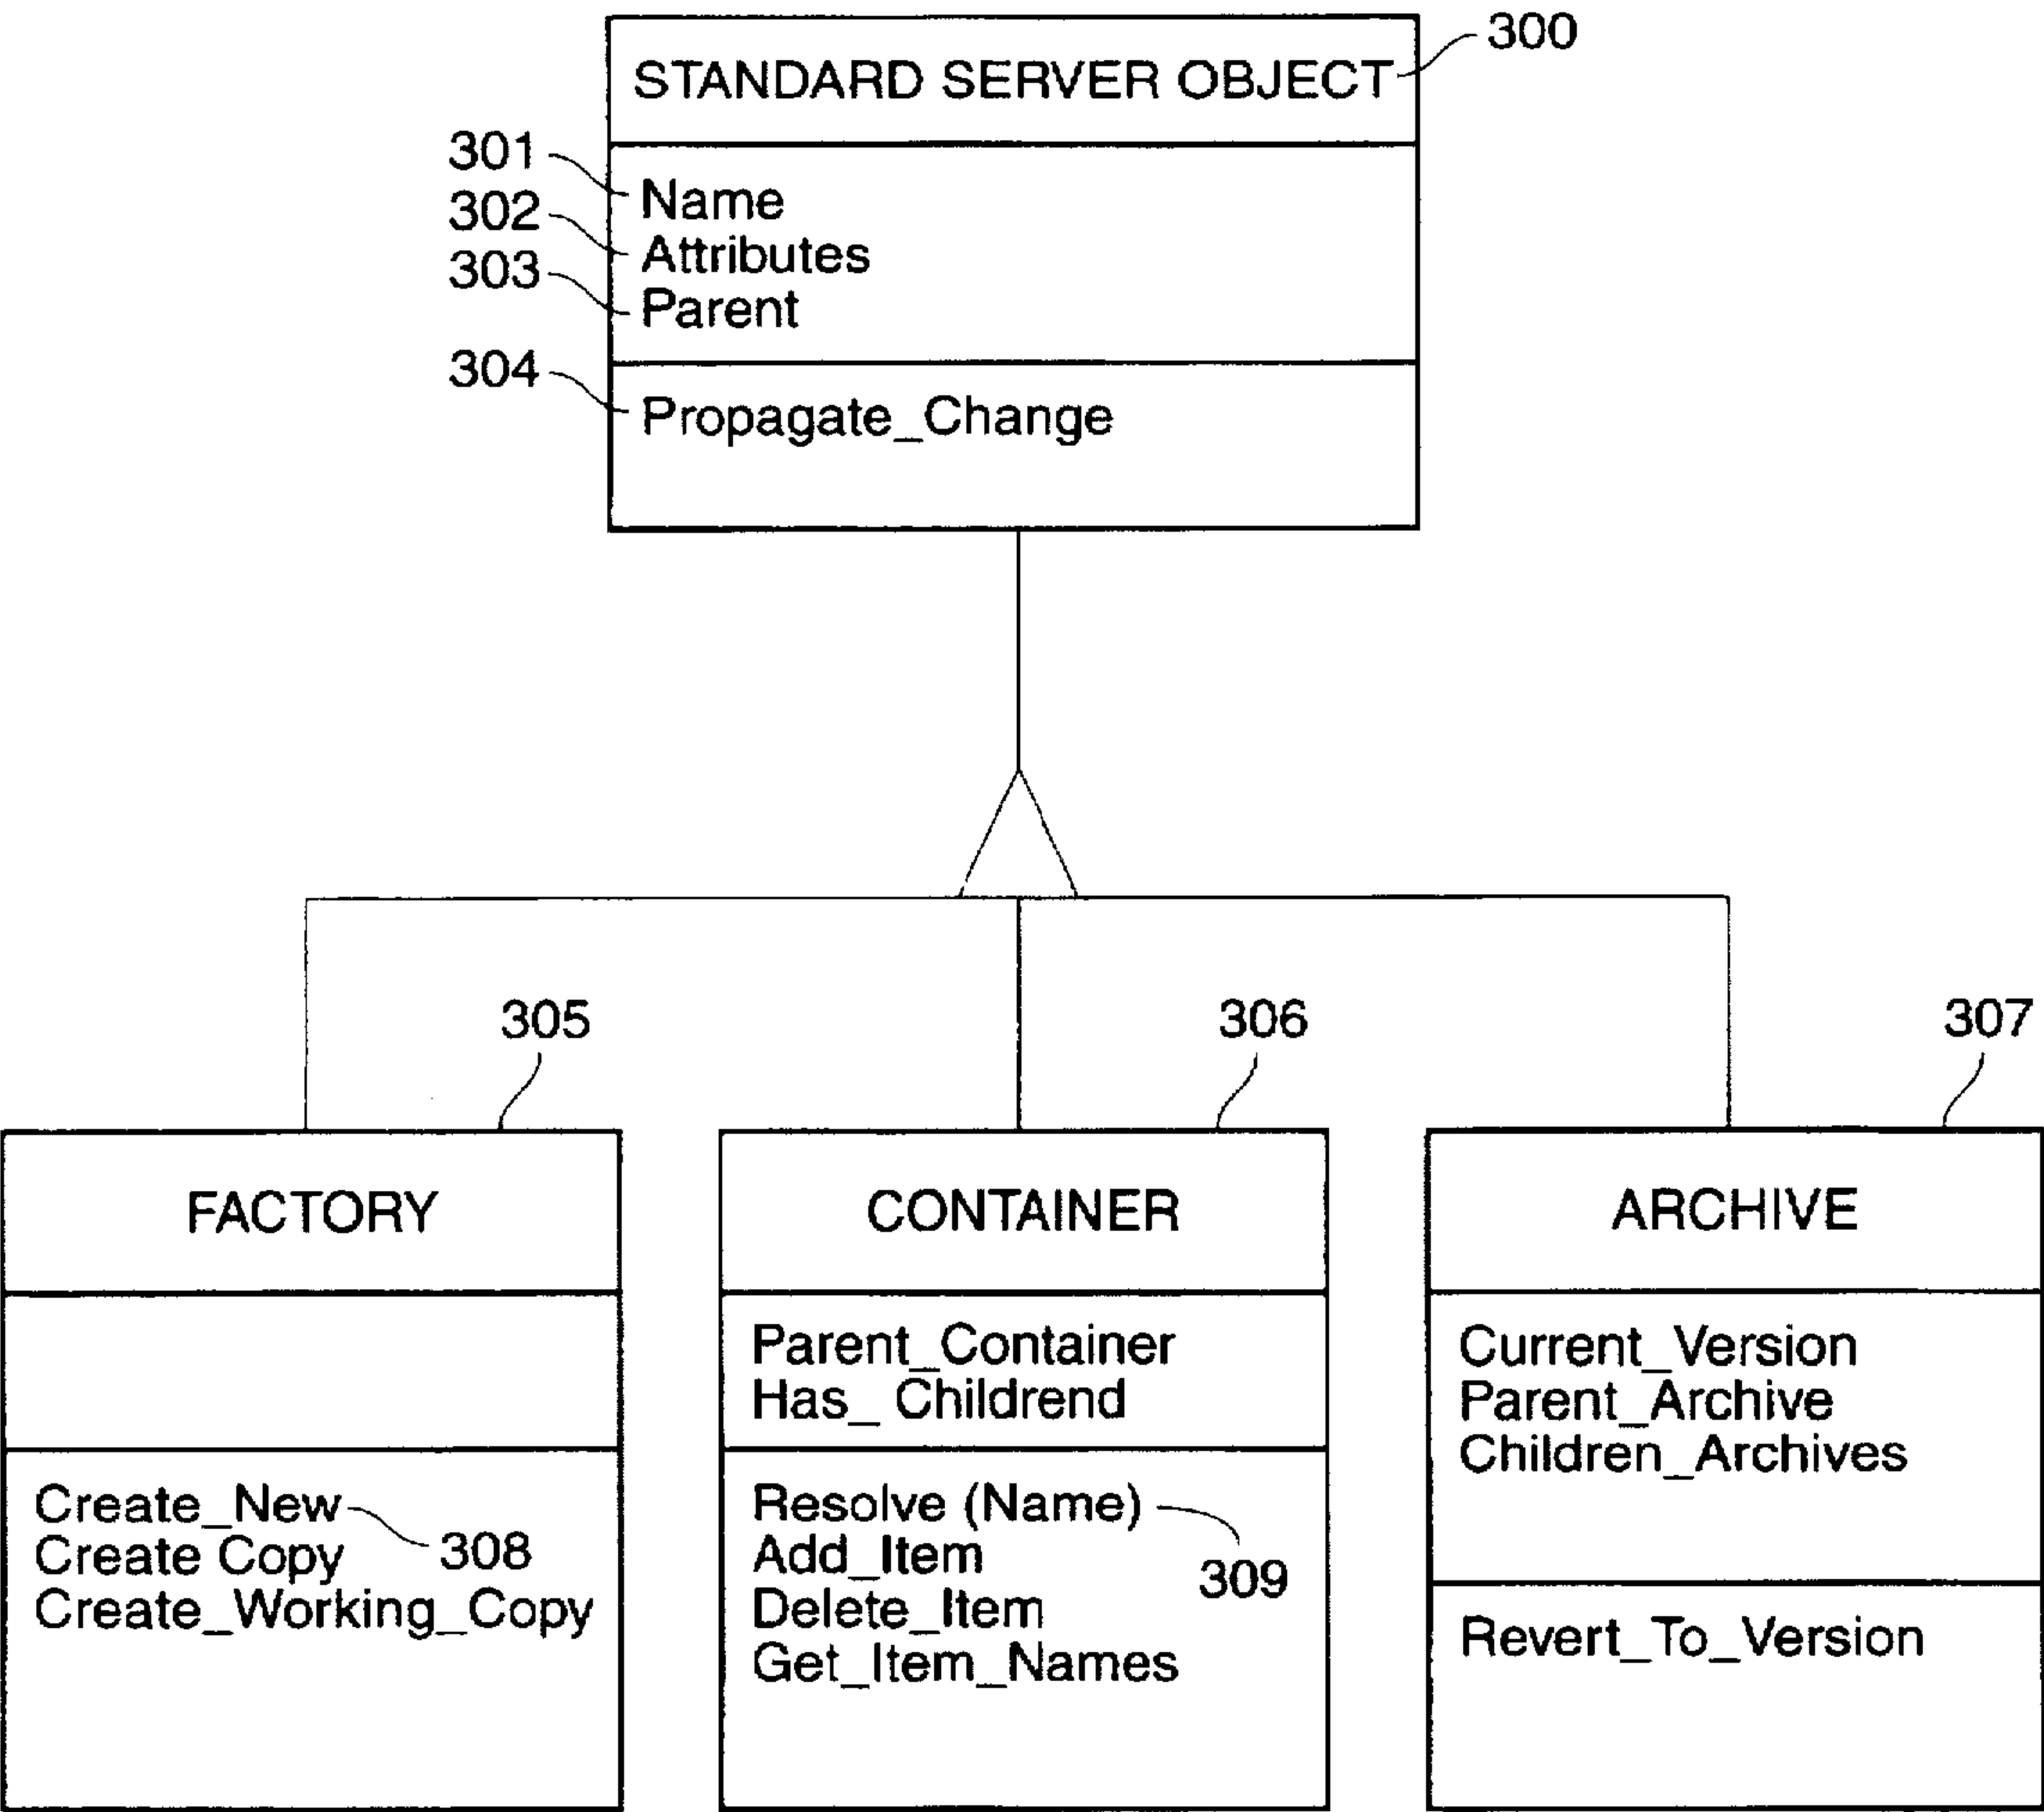 300
STANDARD SERVER OBJECT
301
Name
302
Attributes
303
Parent
304
Propagate_Change
305
306
307
FACTORY
CONTAINER
ARCHIVE
Parent_Container
Has_ Childrend
Current_Version
Parent_Archive
Children_Archives
Create_New
308
Create Copy
Create_Working_Copy
Resolve (Name)
309
Add_Item
Delete_Item
Get_Item_Names
Revert_To_Version